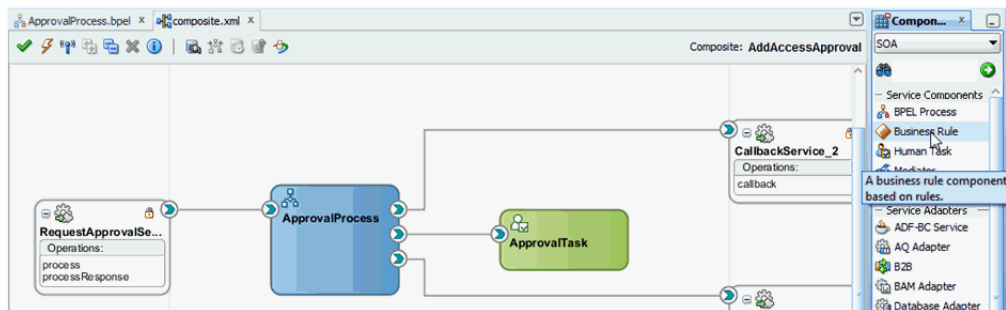 ApprovalProcess.bpel x
composite.xml x
Compon... x
Composite: AddAccessApproval
SOA
Service Components
BPEL Process
Business Rule
Human Task
Mediator
A business rule component
based on rules.
Service Adapters
ADF-BC Service
AQ Adapter
B2B
BAM Adapter
Database Adapter
CallbackService_2
Operations:
callback
ApprovalProcess
ApprovalTask
RequestApprovalSe...
Operations:
process
processResponse